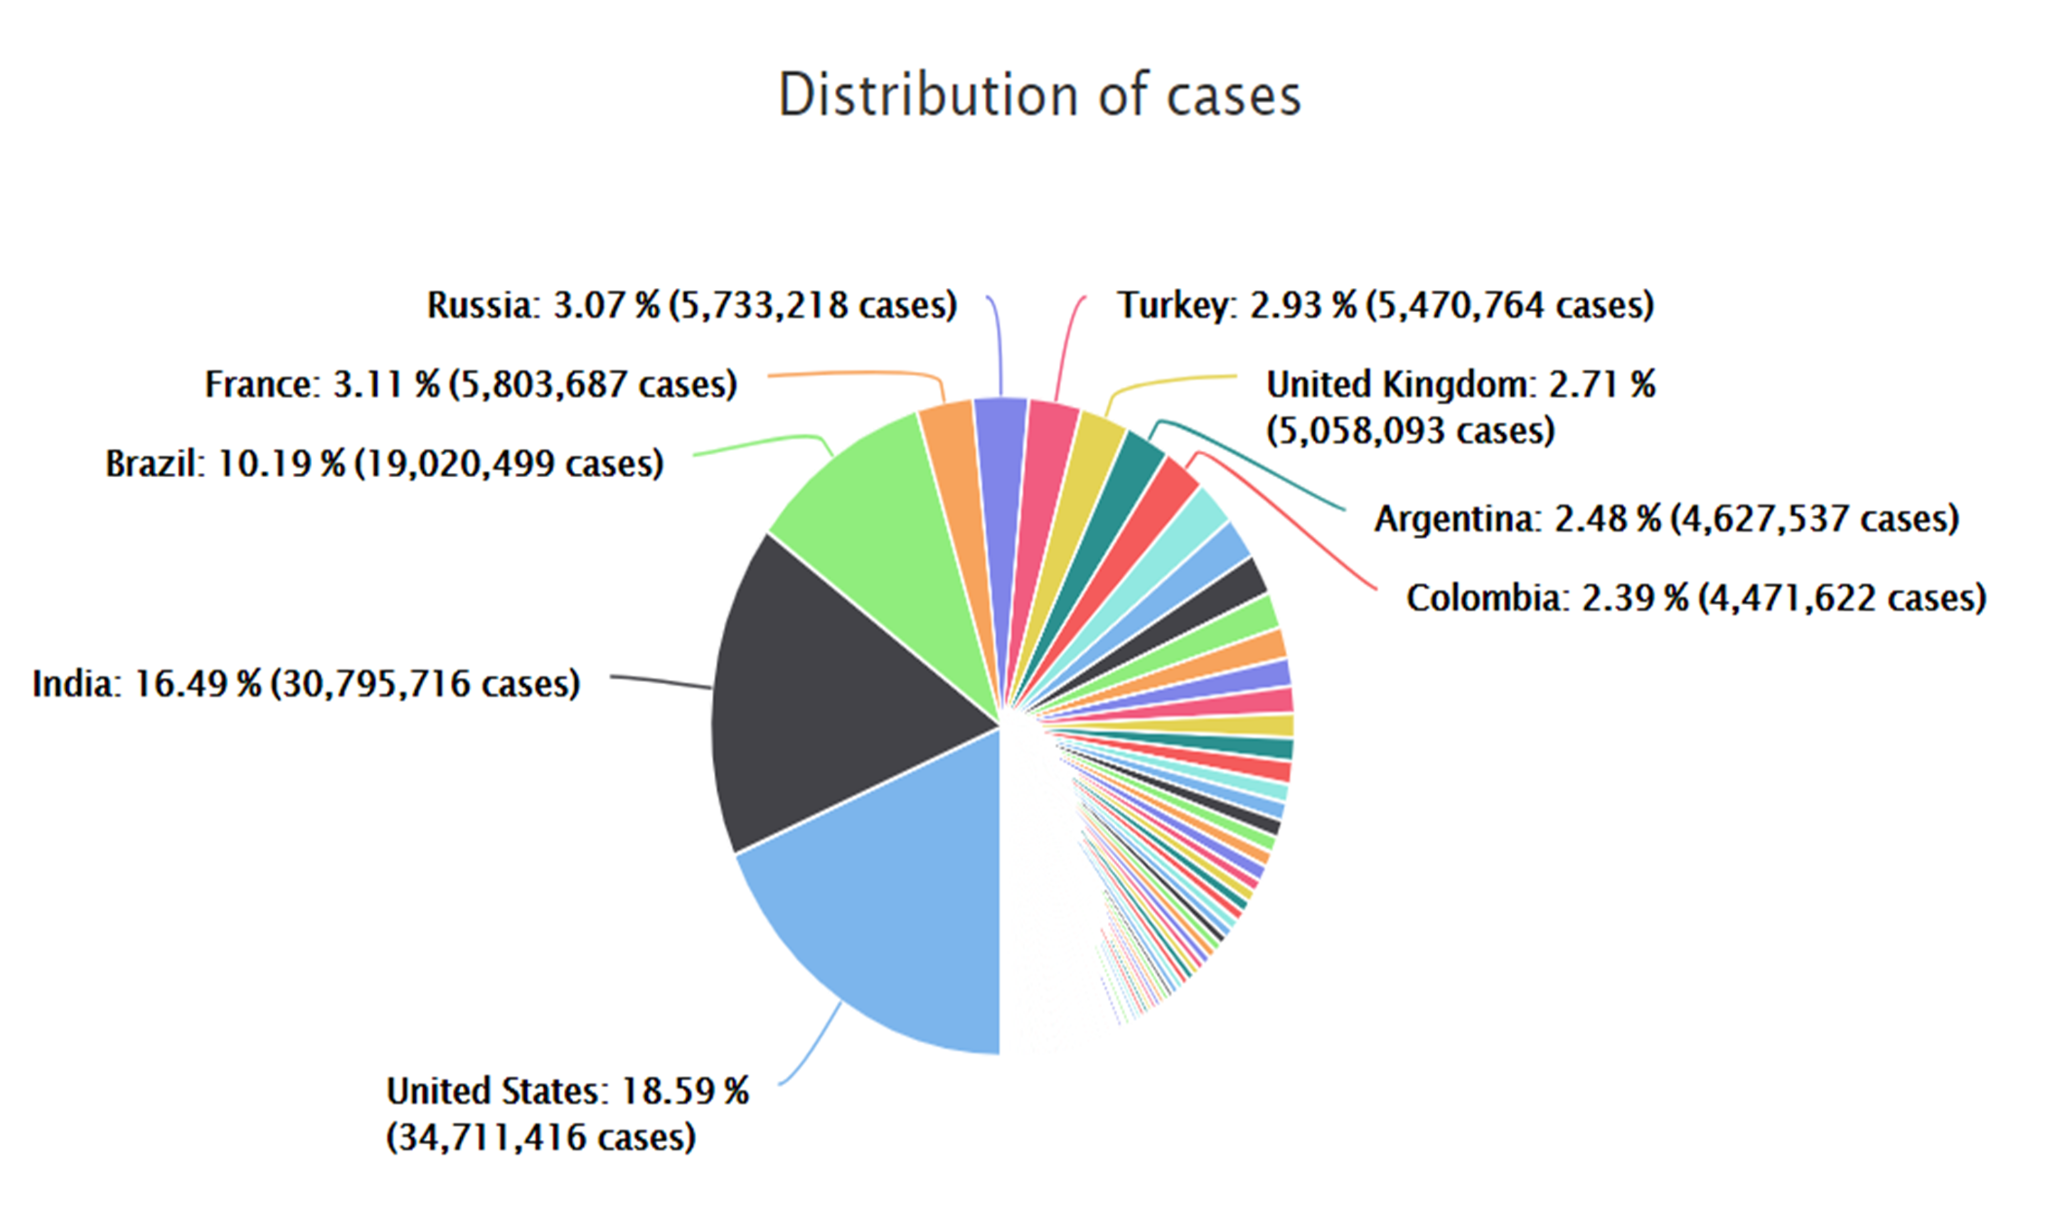 Distribution of cases
Russia: 3.07 % (5,733,218 cases)
Turkey: 2.93 % (5,470,764 cases)
France: 3.11 % (5,803,687 cases)
United Kingdom: 2.71 %
(5,058,093 cases)
Brazil: 10.19 % (19,020,499 cases)
Argentina: 2.48 % (4,627,537 cases)
Colombia: 2.39 % (4,471,622 cases)
India: 16.49 % (30,795,716 cases)
United States: 18.59 %
(34,711,416 cases)